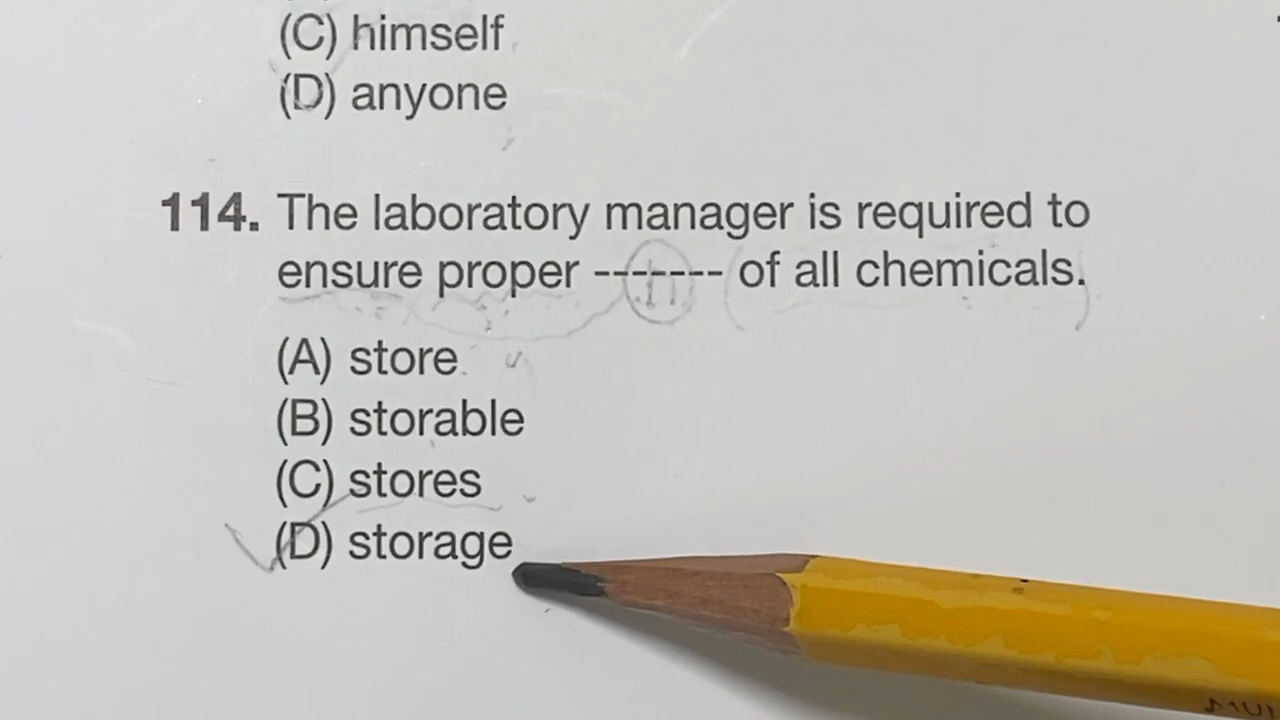 (C) himself
(D) anyone
114. The laboratory manager is required to
ensure proper ------- of all chemicals.
(A) store
(B) storable
(C) stores
(D) storage